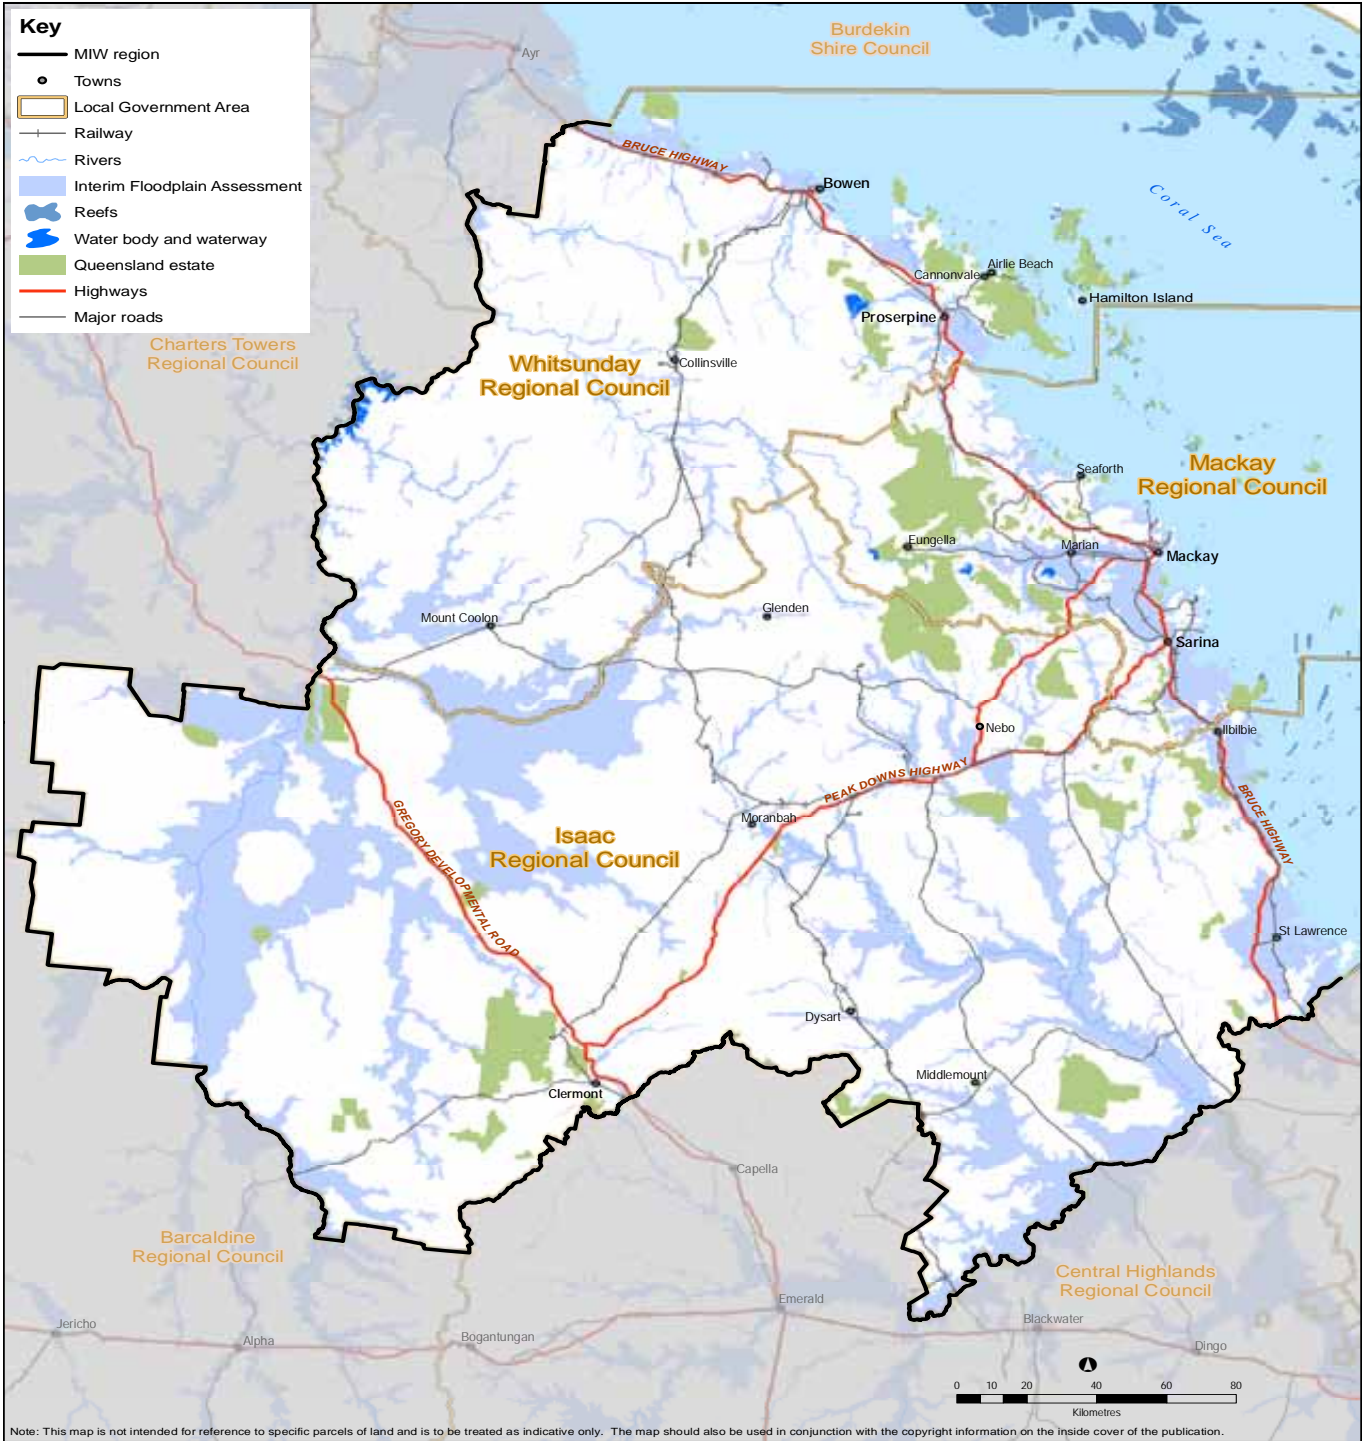 Key
MIW region
Towns
Local Government Area
Railway
Rivers
Interim Floodplain Assessment
Reefs
Water body and waterway
Queensland estate
Highways
Major roads
Burdekin
Shire Council
Ayr
BRUCE HIGHWAY
Bowen
Coral Sea
Airlie Beach
Cannonvale
Hamilton Island
Proserpine
Charters Towers
Regional Council
Whitsunday
Regional Council
Collinsville
Mackay
Regional Council
Seaforth
Eungella
Marian
Mackay
Glenden
Mount Coolon
Sarina
Nebo
Ilbilbie
PEAK DOWNS HIGHWAY
BRUCE HIGHWAY
GREGORY DEVELOPMENTAL ROAD
Moranbah
Isaac
Regional Council
St Lawrence
Dysart
Middlemount
Clermont
Capella
Barcaldine
Regional Council
Central Highlands
Regional Council
Emerald
Jericho
Alpha
Bogantungan
Blackwater
Dingo
0 10 20 40 60 80
Kilometres
Note: This map is not intended for reference to specific parcels of land and is to be treated as indicative only. The map should also be used in conjunction with the copyright information on the inside cover of the publication.